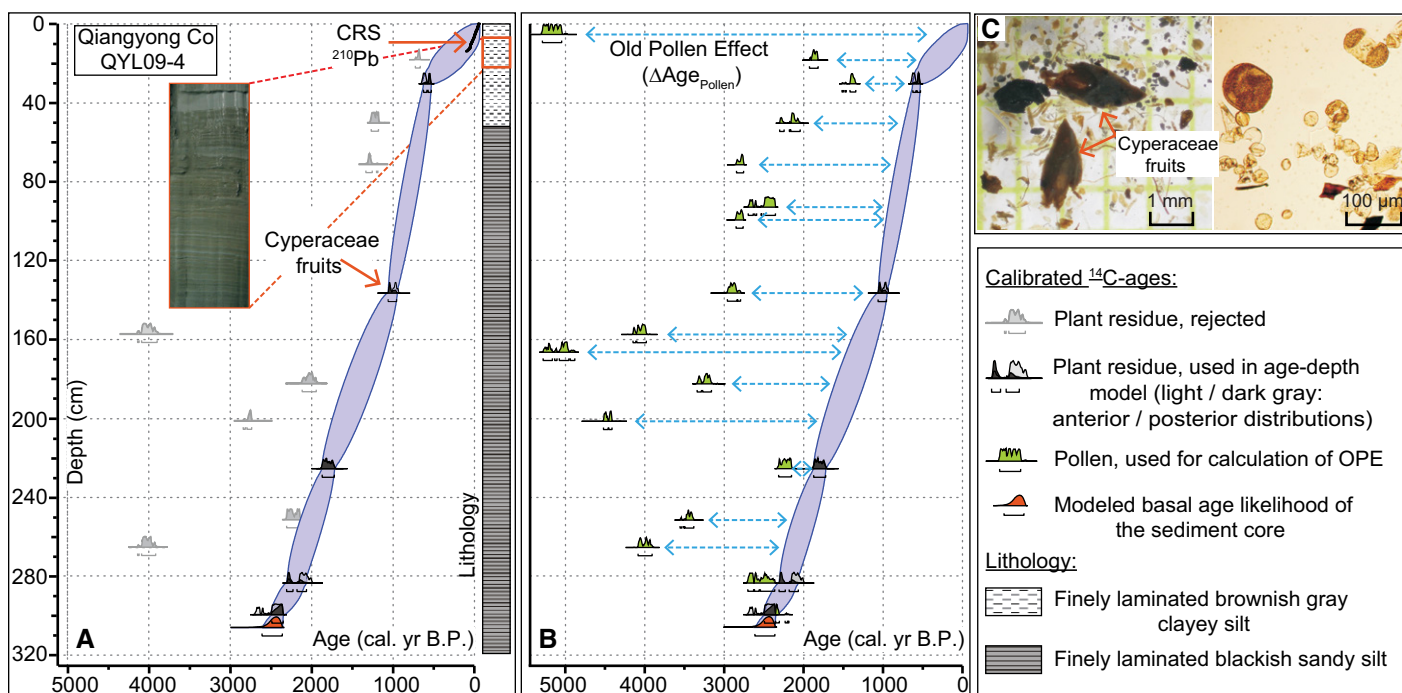 Qiangyong Co
QYL09-4
CRS
²¹⁰Pb
Cyperaceae
fruits
Depth (cm)
Lithology
A
Age (cal. yr B.P.)
0
40
80
120
160
200
240
280
320
5000
4000
3000
2000
1000
0
Old Pollen Effect
(ΔAgePollen)
B
Age (cal. yr B.P.)
5000
4000
3000
2000
1000
0
C
Cyperaceae
fruits
1 mm
100 µm
Calibrated ¹⁴C-ages:
Plant residue, rejected
Plant residue, used in age-depth
model (light / dark gray:
anterior / posterior distributions)
Pollen, used for calculation of OPE
Modeled basal age likelihood of
the sediment core
Lithology:
Finely laminated brownish gray
clayey silt
Finely laminated blackish sandy silt